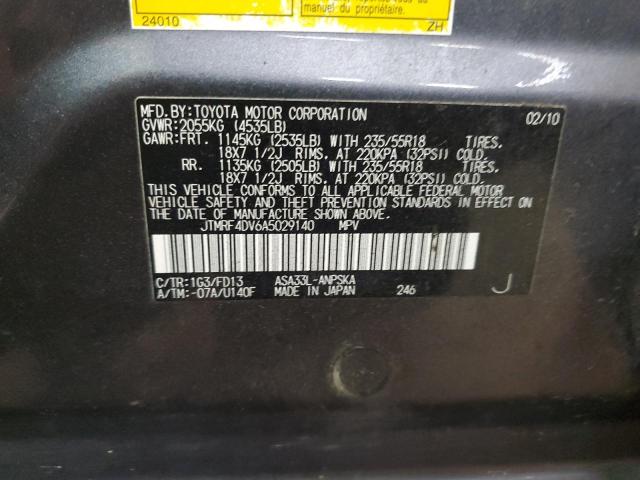 du propriétaire.
24010 ZH
MFD.BY:TOYOTA MOTOR CORPORATION 02/10
GVWR:2055KG (4535LB)
GAWR:FRT. 1145KG (2535LB) WITH 235/55R18 TIRES,
18X7 1/2J RIMS, AT 220KPA (32PSI) COLD.
RR. 1135KG (2505LB) WITH 235/55R18 TIRES,
18X7 1/2J RIMS, AT 220KPA (32PSI) COLD.
THIS VEHICLE CONFORMS TO ALL APPLICABLE FEDERAL MOTOR
VEHICLE SAFETY AND THEFT PREVENTION STANDARDS IN EFFECT ON
THE DATE OF MANUFACTURE SHOWN ABOVE.
JTMRF4DV6A5029140 MPV
C/TR:1G3/FD13 ASA33L-ANPSKA
A/TM:-07A/U140F MADE IN JAPAN 246 J